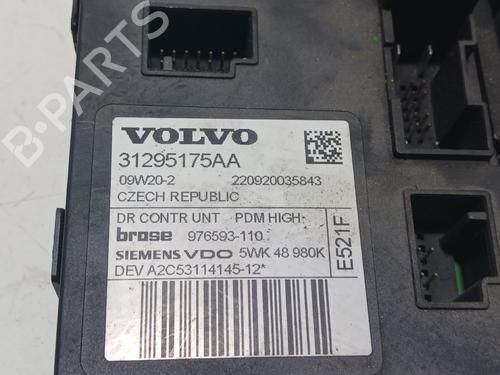 VOLVO
31295175AA
09W20-2 220920035843
CZECH REPUBLIC
DR CONTR UNT PDM HIGH
brose 976593-110
SIEMENS VDO 5WK 48 980K
DEV A2C53114145-12*
E521F
B-PARTS